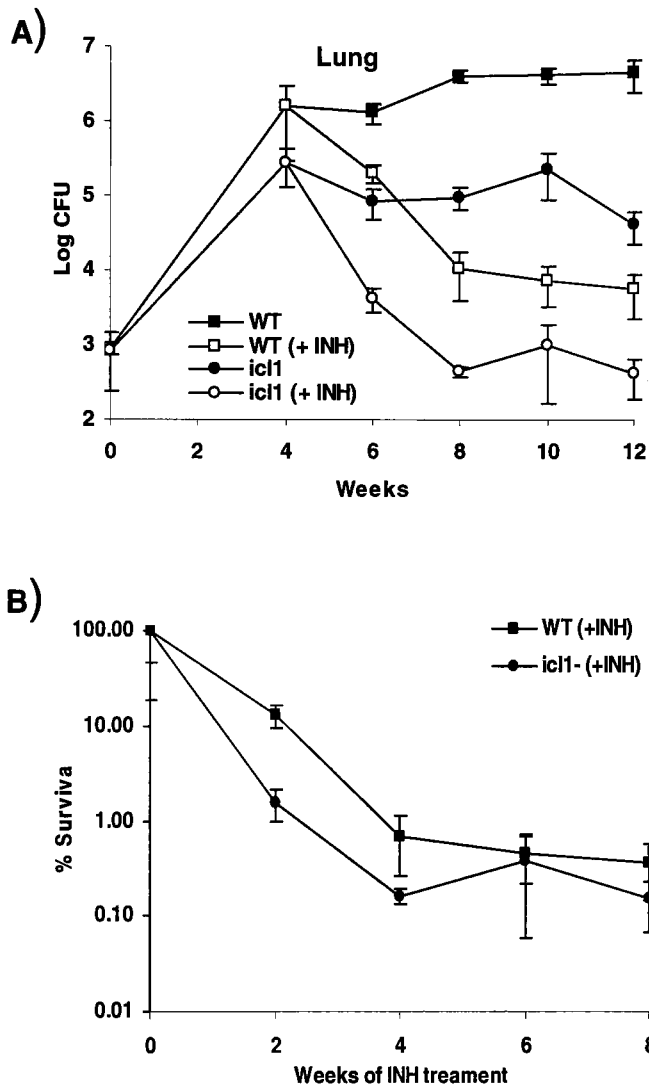 A)
Lung
7
6
5
4
3
2
Log CFU
WT
WT (+ INH)
icl1
icl1 (+ INH)
0 2 4 6 8 10 12
Weeks
B)
100.00
10.00
1.00
0.10
0.01
% Surviva
WT (+INH)
icl1- (+INH)
0 2 4 6 8
Weeks of INH treament